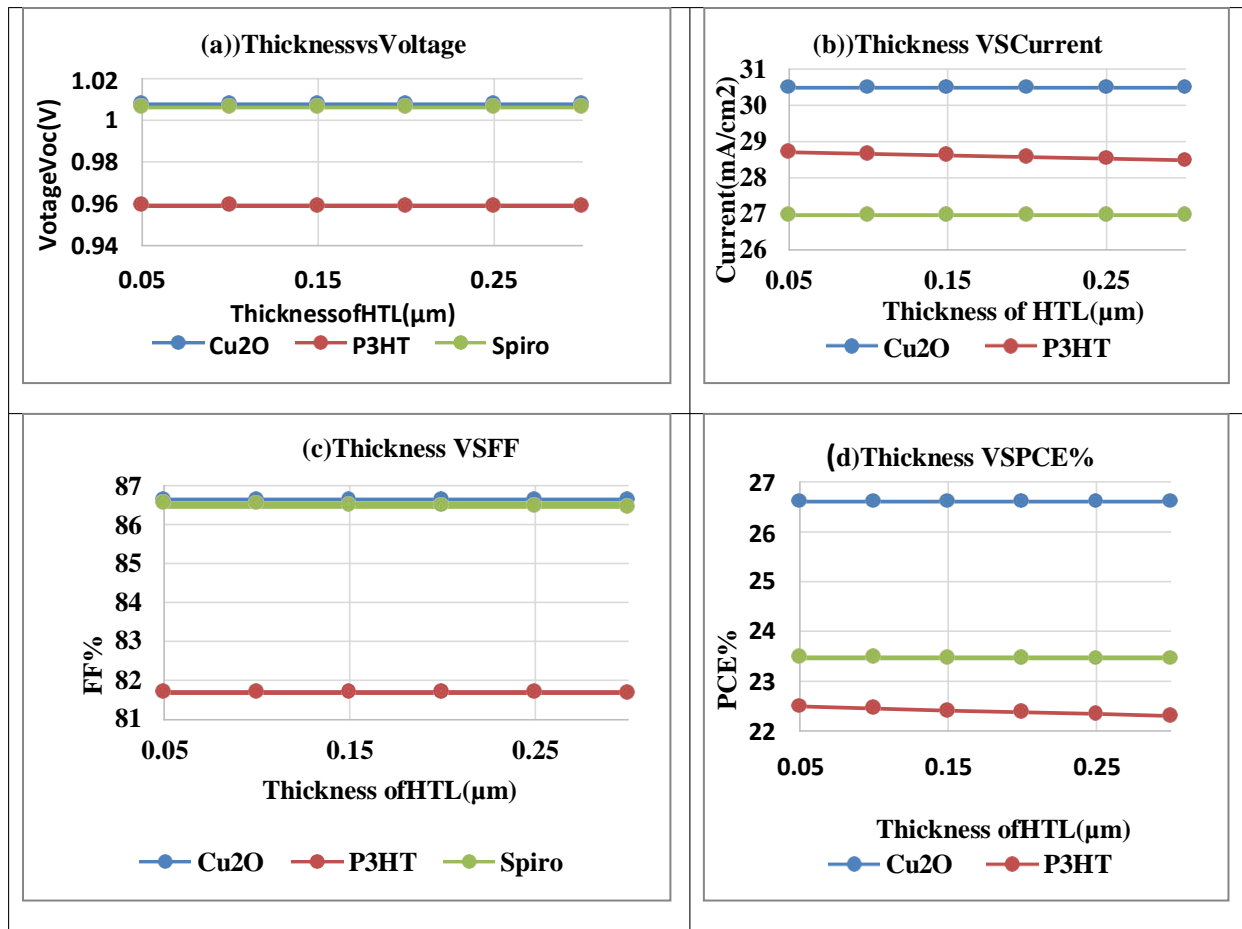 (a))ThicknessvsVoltage
1.02
1
0.98
0.96
0.94
VotageVoc(V)
0.05 0.15 0.25
ThicknessofHTL(µm)
Cu2O P3HT Spiro
(b))Thickness VSCurrent
31
30
29
28
27
26
Current(mA/cm2)
0.05 0.15 0.25
Thickness of HTL(µm)
Cu2O P3HT
(c)Thickness VSFF
87
86
85
84
83
82
81
FF%
0.05 0.15 0.25
Thickness ofHTL(µm)
Cu2O P3HT Spiro
(d)Thickness VSPCE%
27
26
25
24
23
22
PCE%
0.05 0.15 0.25
Thickness ofHTL(µm)
Cu2O P3HT